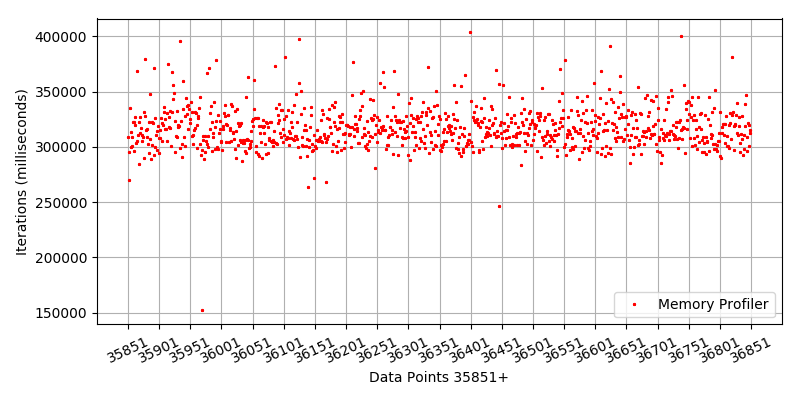 400000
350000
300000
250000
200000
150000
Iterations (milliseconds)
Memory Profiler
35851 35901 35951 36001 36051 36101 36151 36201 36251 36301 36351 36401 36451 36501 36551 36601 36651 36701 36751 36801 36851
Data Points 35851+